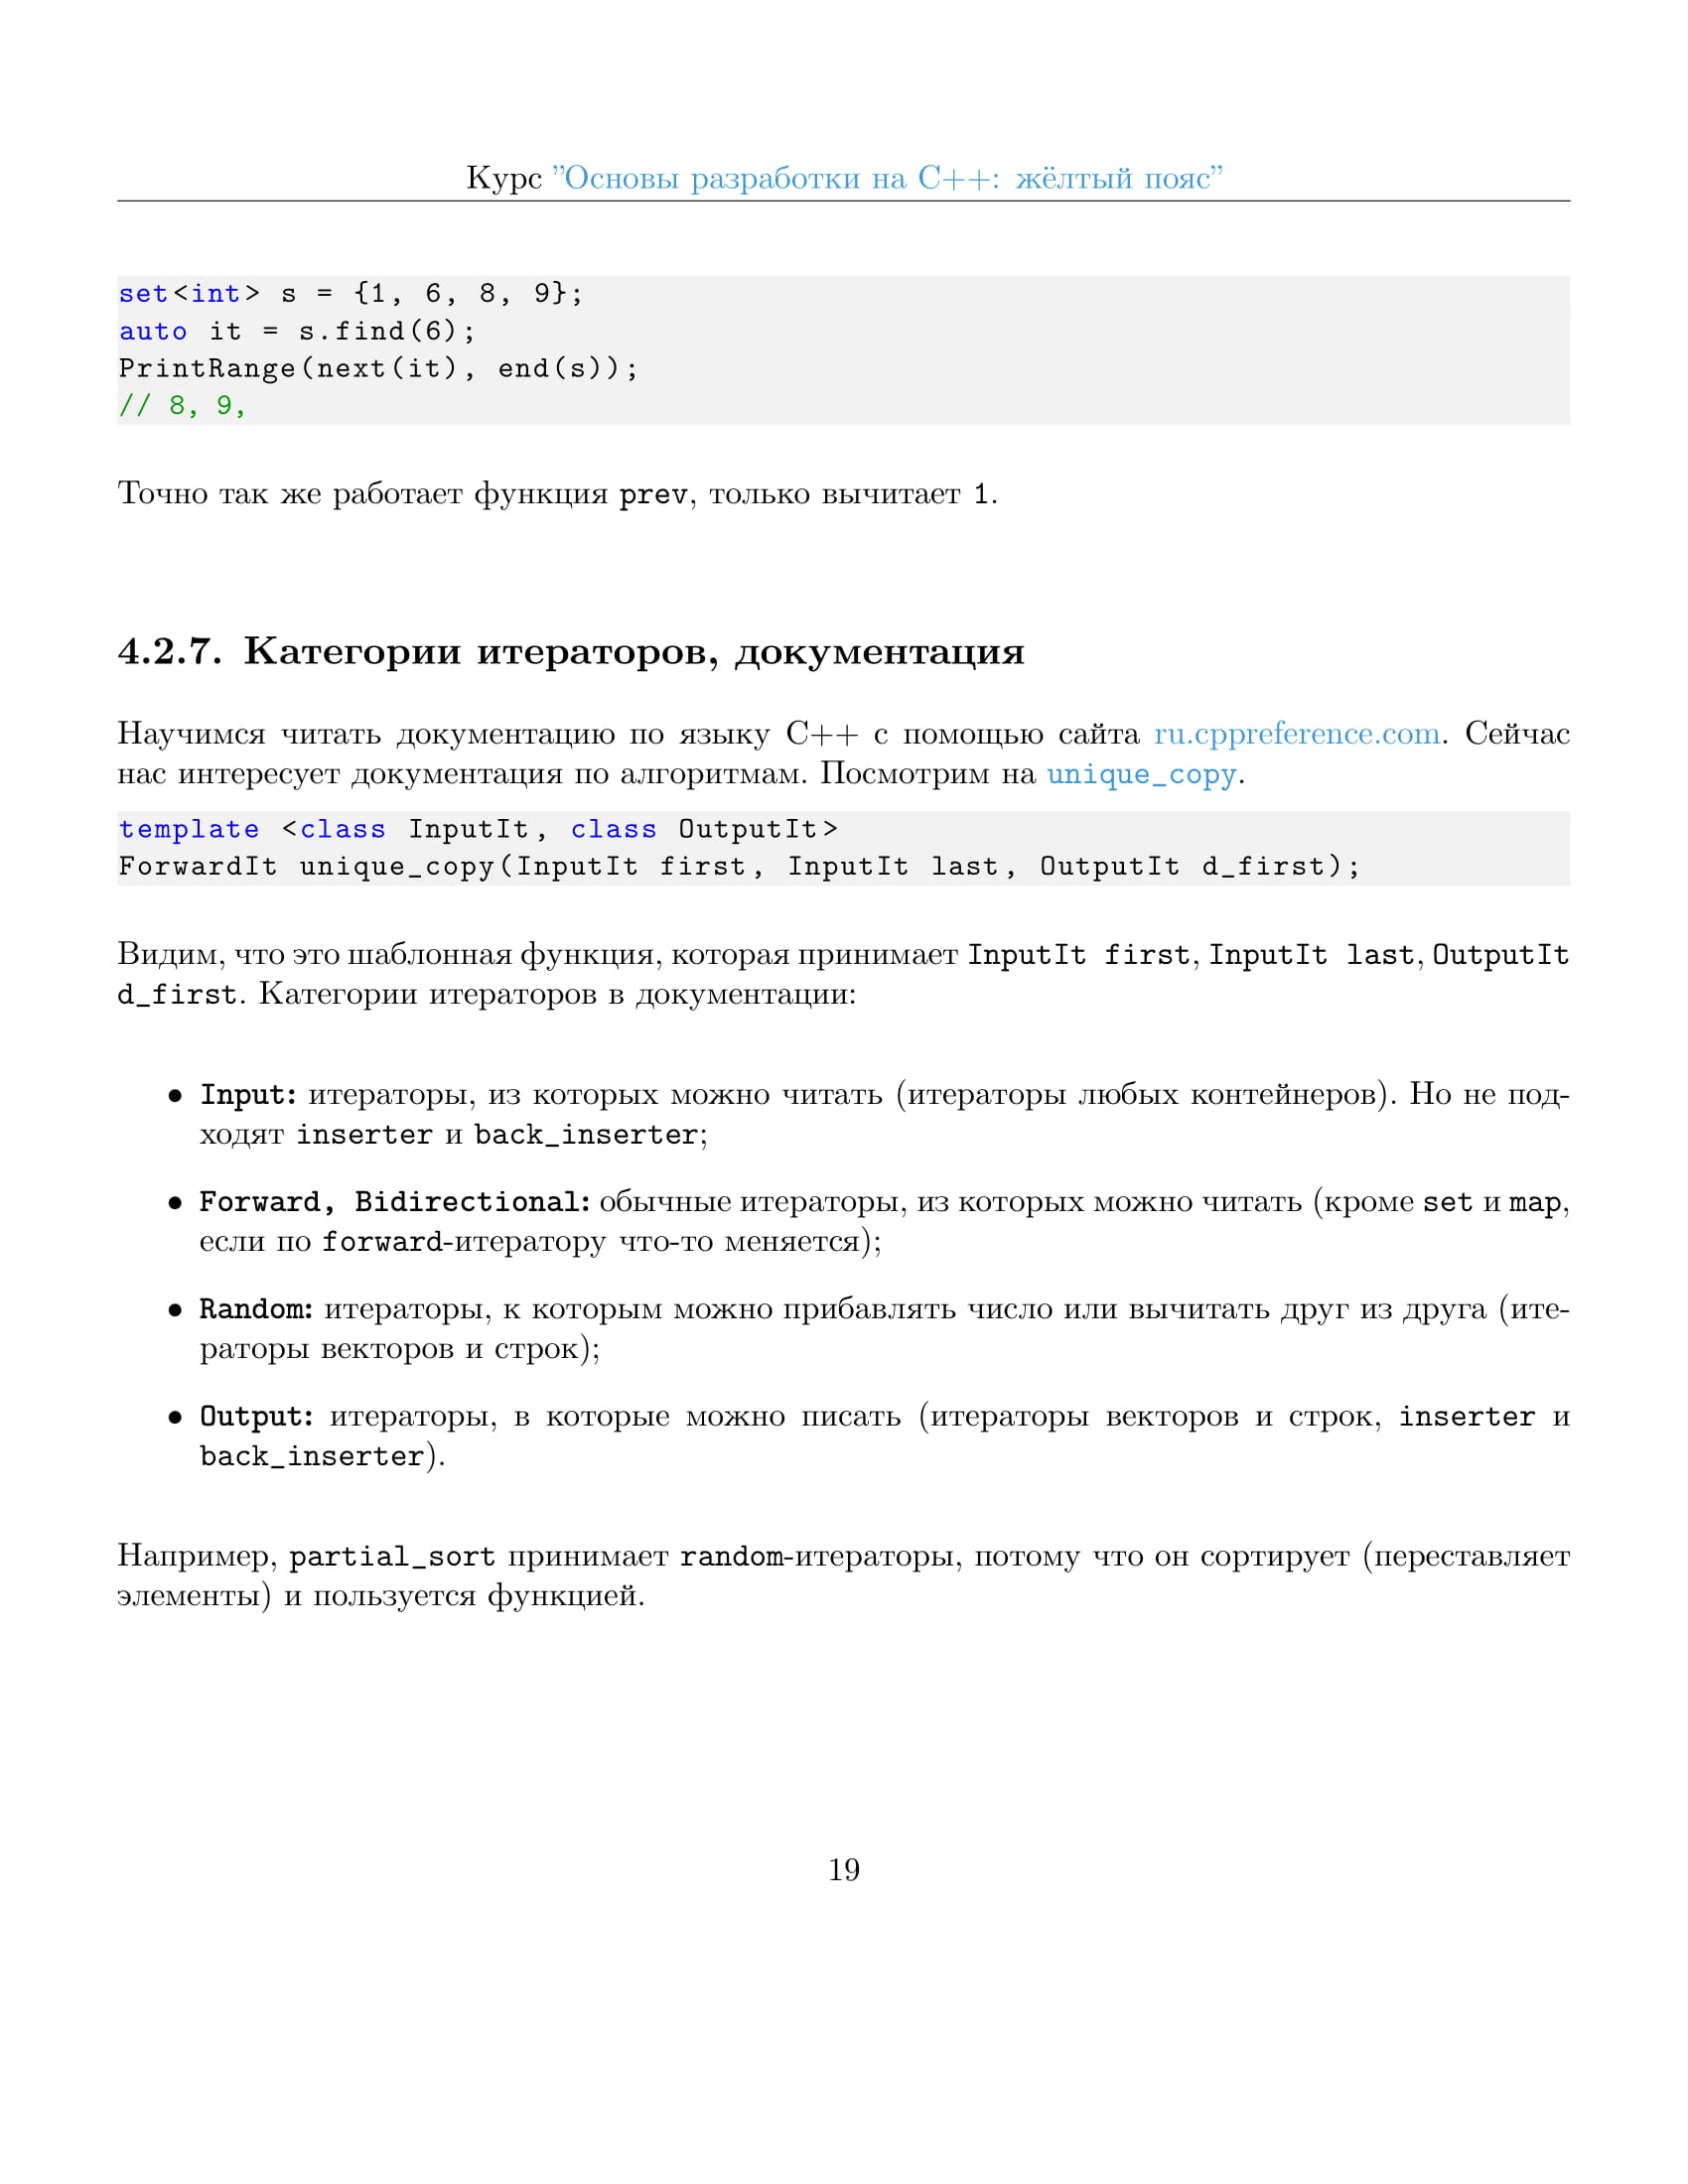 Курс ”Основы разработки на C++: жёлтый пояс”
set<int> s = {1, 6, 8, 9};
auto it = s.find(6);
PrintRange(next(it), end(s));
// 8, 9,
Точно так же работает функция prev, только вычитает 1.
4.2.7. Категории итераторов, документация
Научимся читать документацию по языку C++ с помощью сайта ru.cppreference.com. Сейчас
нас интересует документация по алгоритмам. Посмотрим на unique_copy.
template <class InputIt, class OutputIt>
ForwardIt unique_copy(InputIt first, InputIt last, OutputIt d_first);
Видим, что это шаблонная функция, которая принимает InputIt first, InputIt last, OutputIt
d_first. Категории итераторов в документации:
• Input: итераторы, из которых можно читать (итераторы любых контейнеров). Но не под-
ходят inserter и back_inserter;
• Forward, Bidirectional: обычные итераторы, из которых можно читать (кроме set и map,
если по forward-итератору что-то меняется);
• Random: итераторы, к которым можно прибавлять число или вычитать друг из друга (ите-
раторы векторов и строк);
• Output: итераторы, в которые можно писать (итераторы векторов и строк, inserter и
back_inserter).
Например, partial_sort принимает random-итераторы, потому что он сортирует (переставляет
элементы) и пользуется функцией.
19